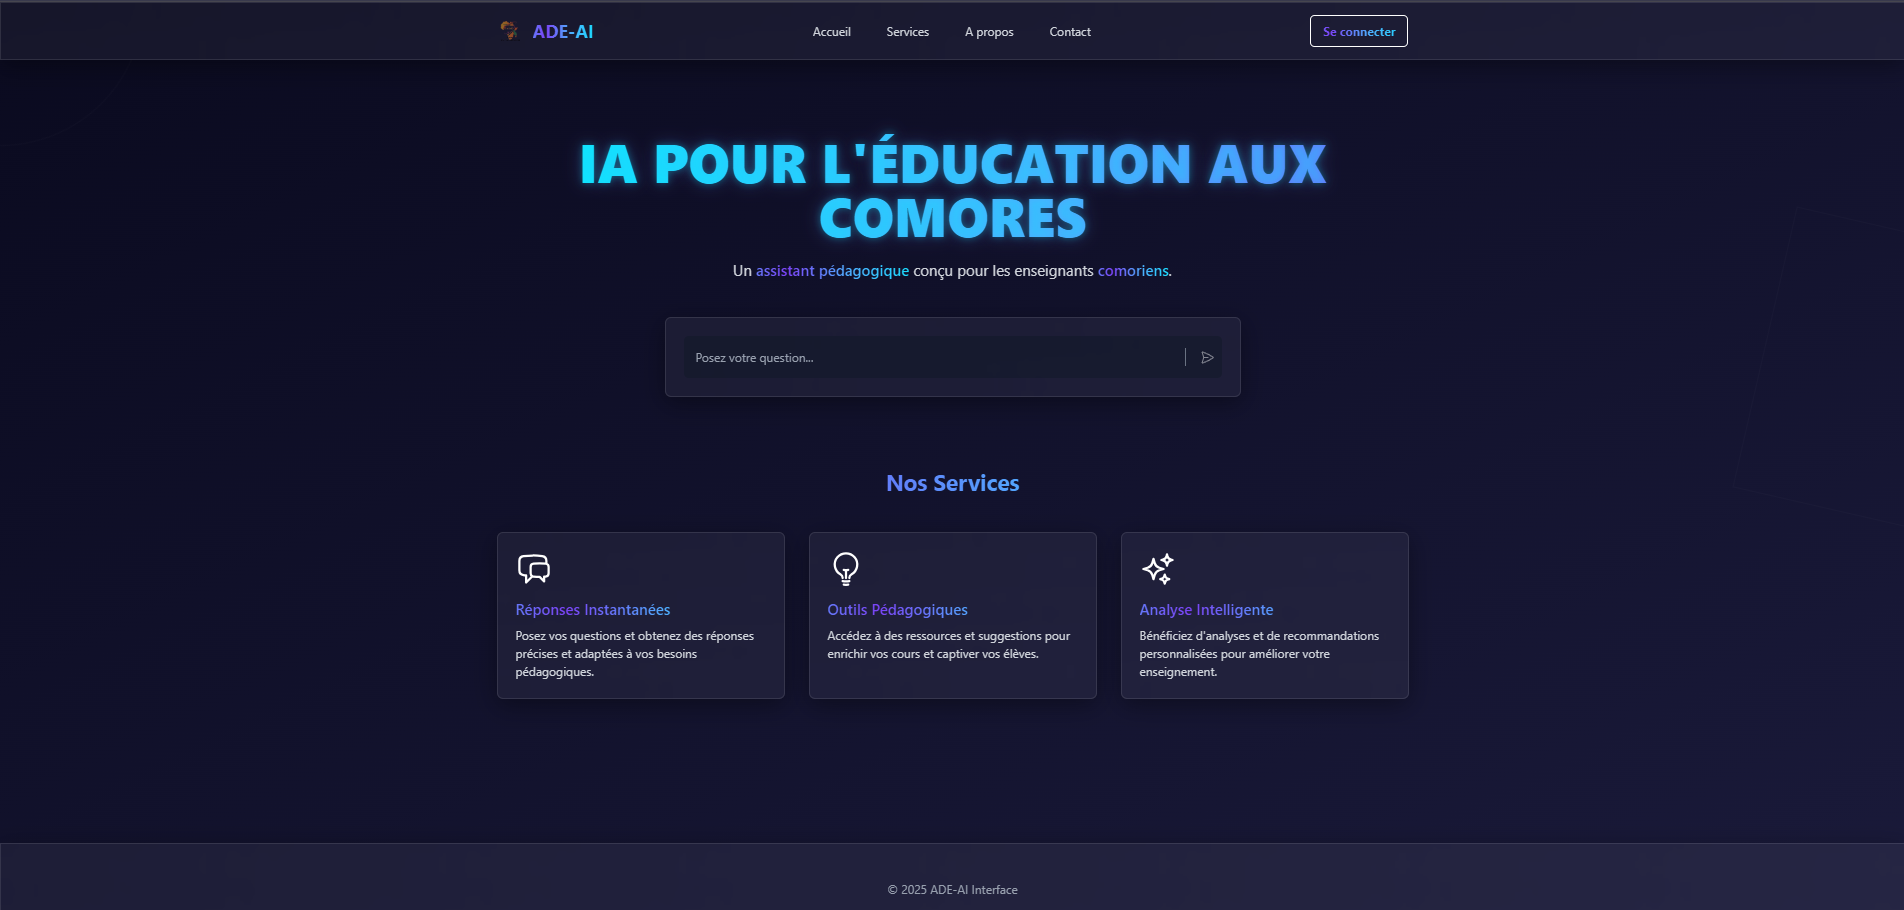 ADE-AI
Accueil
Services
A propos
Contact
Se connecter
IA POUR L'ÉDUCATION AUX
COMORES
Un assistant pédagogique conçu pour les enseignants comoriens.
Posez votre question...
Nos Services
Réponses Instantanées
Posez vos questions et obtenez des réponses
précises et adaptées à vos besoins
pédagogiques.
Outils Pédagogiques
Accédez à des ressources et suggestions pour
enrichir vos cours et captiver vos élèves.
Analyse Intelligente
Bénéficiez d'analyses et de recommandations
personnalisées pour améliorer votre
enseignement.
© 2025 ADE-AI Interface